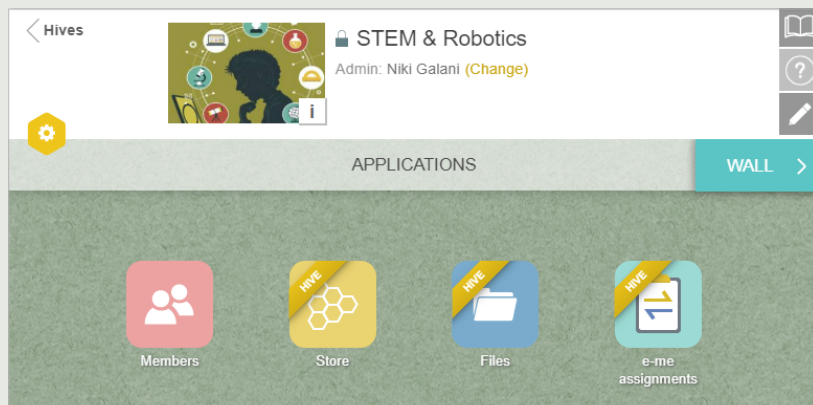 Hives
STEM & Robotics
Admin: Niki Galani (Change)
i
?
APPLICATIONS
WALL
HIVE
HIVE
HIVE
Members
Store
Files
e-me
assignments